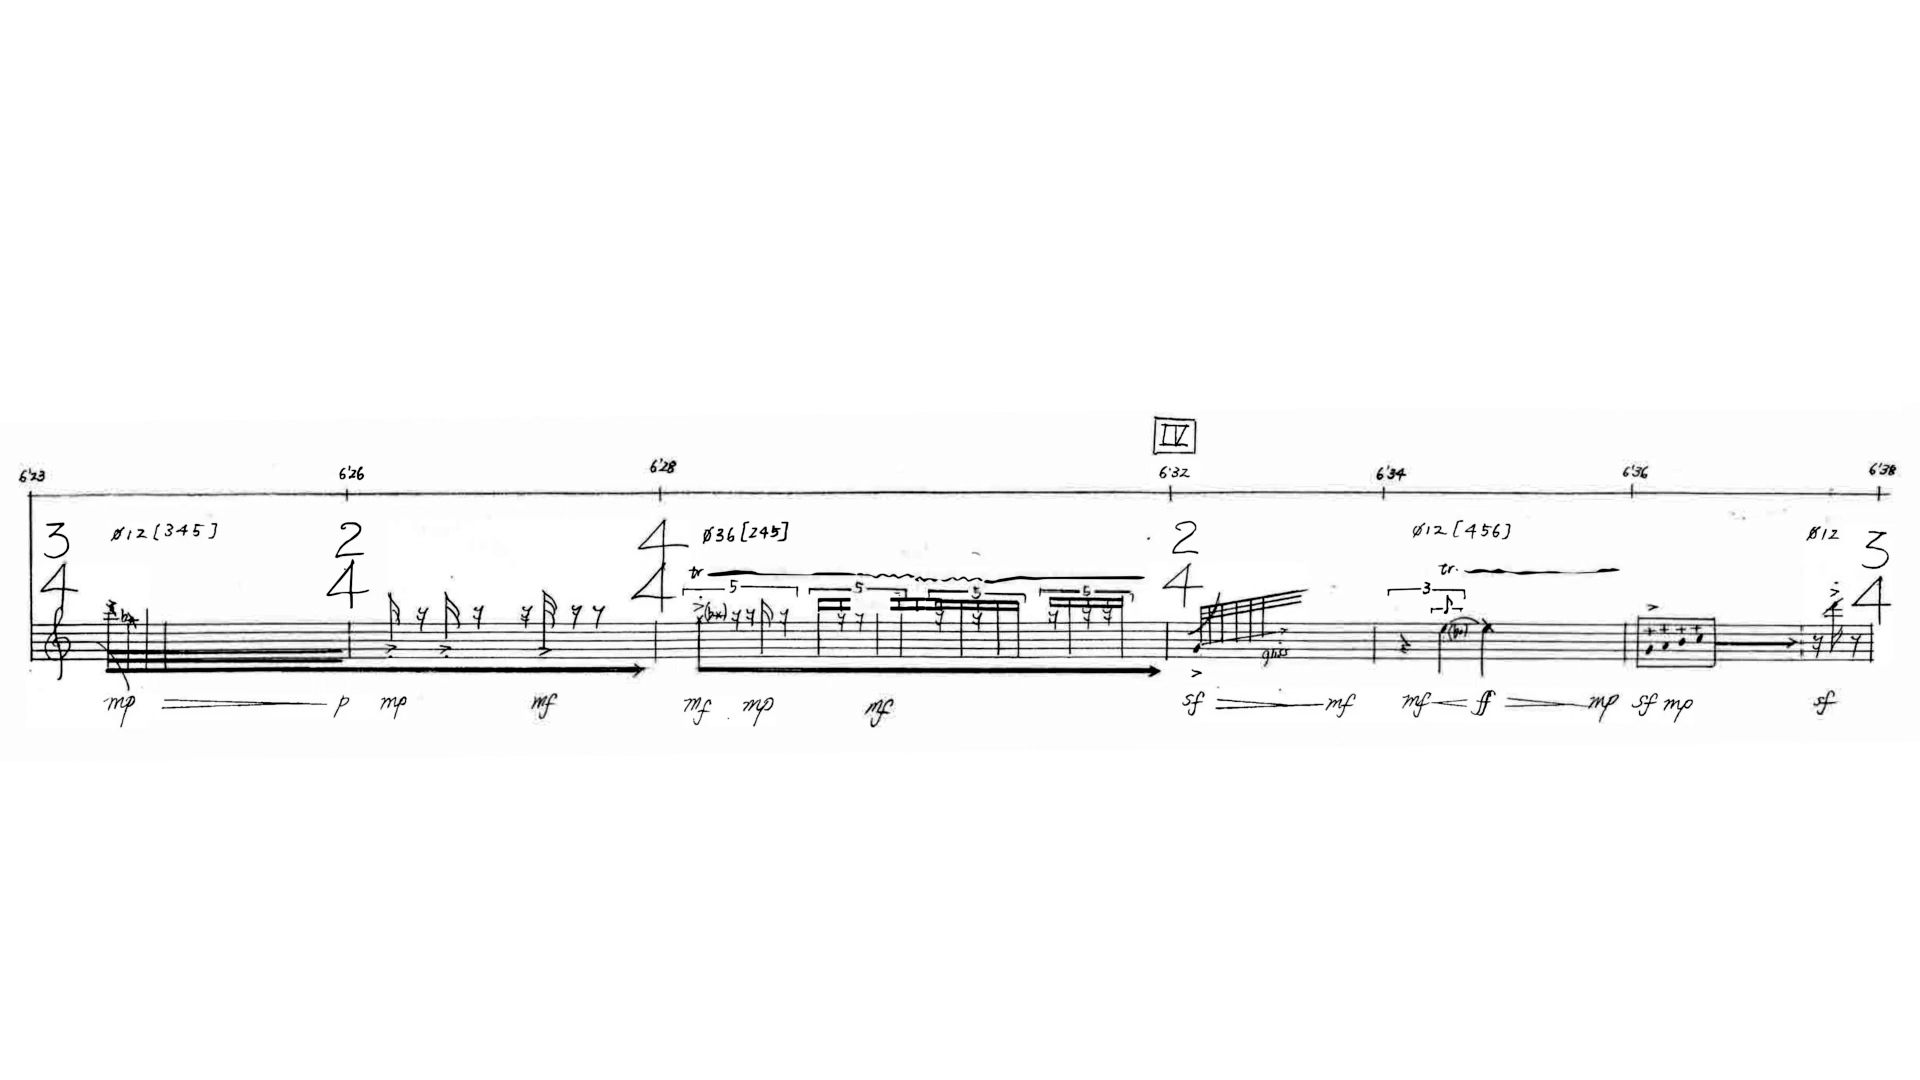 IV
6'23 6'26 6'28 6'32 6'34 6'36 6'38
3 4 ø12[345] 2 4 4 4 ø36[245] 2 4 ø12[456] ø12 3 4
tr tr.
5 5 5 5 3
gliss
mp p mp mf mf mp mf sf mf mf ff mp sf mp sf